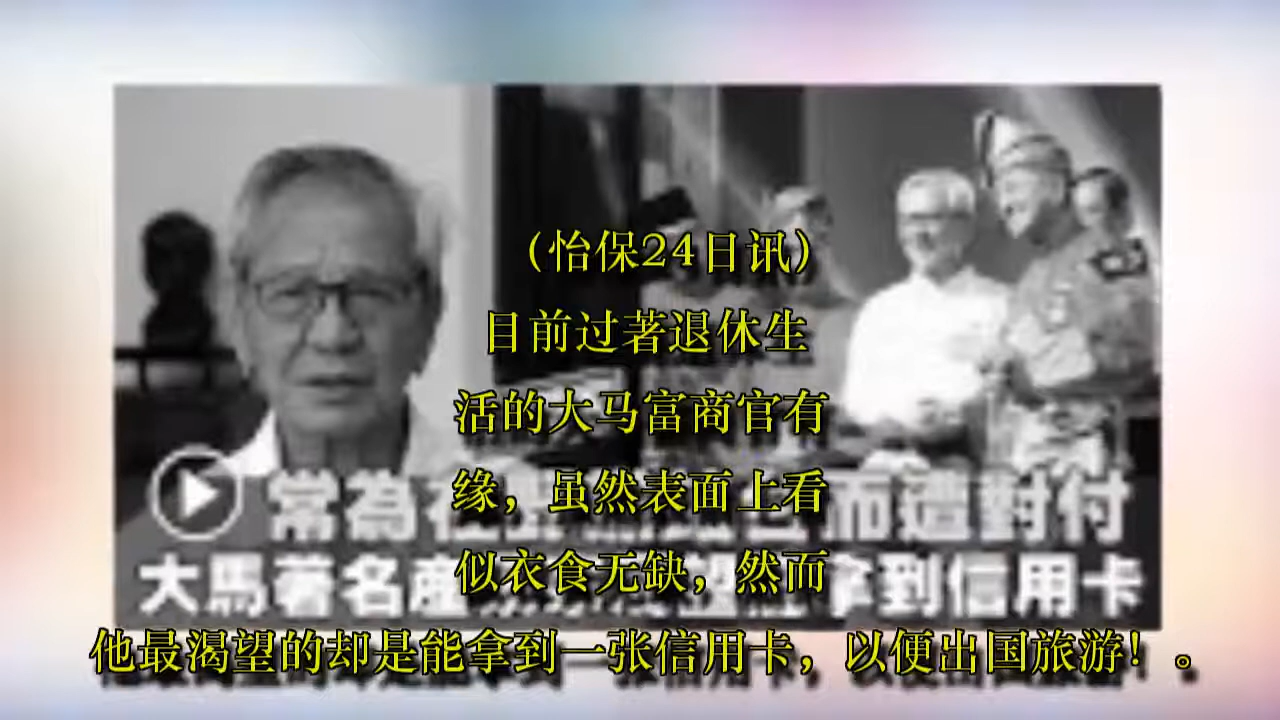 （怡保24日讯）
目前过著退休生
活的大马富商官有
缘，虽然表面上看
似衣食无缺，然而
他最渴望的却是能拿到一张信用卡，以便出国旅游！。
常為 而遭對付
大馬著名產 拿到信用卡